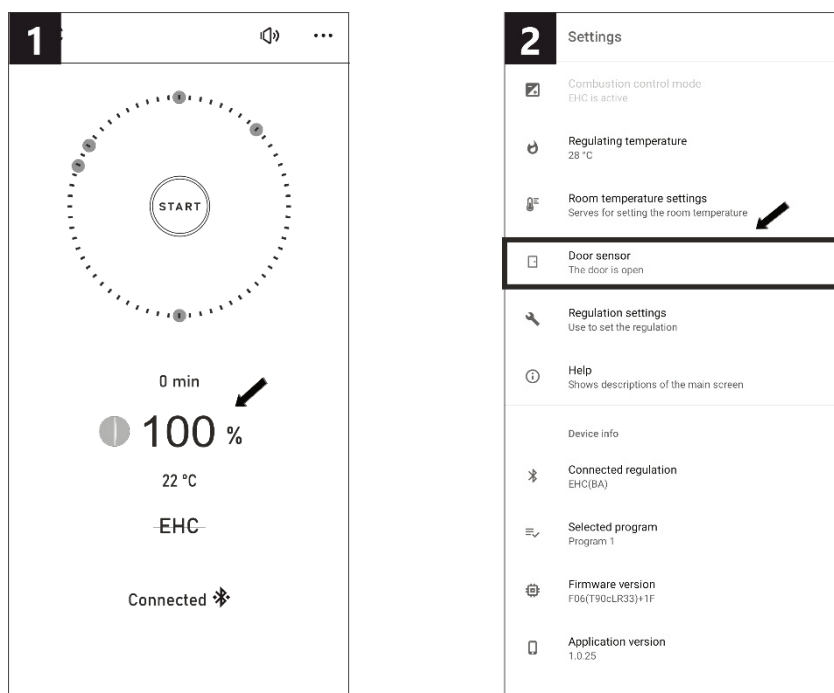 1
START
0 min
100 %
22 °C
EHC
Connected
2
Settings
Combustion control mode
EHC is active
Regulating temperature
28 °C
Room temperature settings
Serves for setting the room temperature
Door sensor
The door is open
Regulation settings
Use to set the regulation
Help
Shows descriptions of the main screen
Device info
Connected regulation
EHC(BA)
Selected program
Program 1
Firmware version
F06(T90cLR33)+1F
Application version
1.0.25